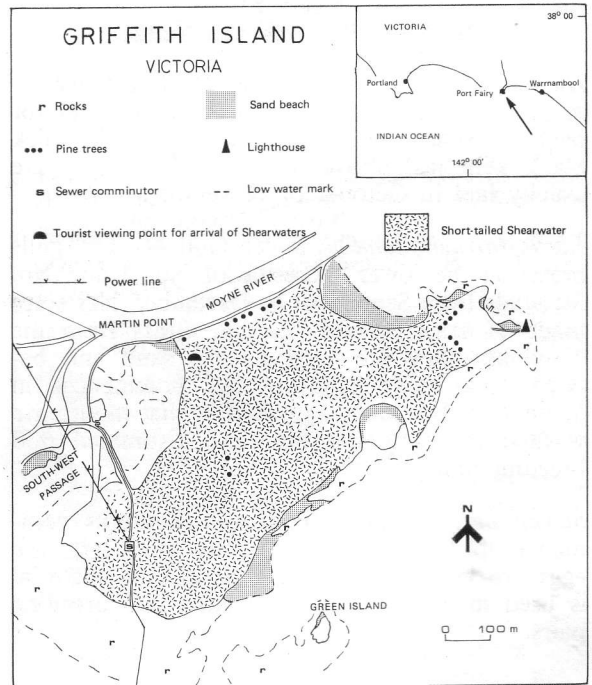 GRIFFITH ISLAND
VICTORIA
r Rocks
Sand beach
Pine trees
Lighthouse
S Sewer comminutor
Low water mark
Tourist viewing point for arrival of Shearwaters
Short-tailed Shearwater
Power line
38° 00
VICTORIA
Portland
Port Fairy
Warrnambool
INDIAN OCEAN
142° 00'
MOYNE RIVER
MARTIN POINT
SOUTH-WEST
PASSAGE
S
GREEN ISLAND
N
0 100 m
r
r
r
r
r
r
r
r
r